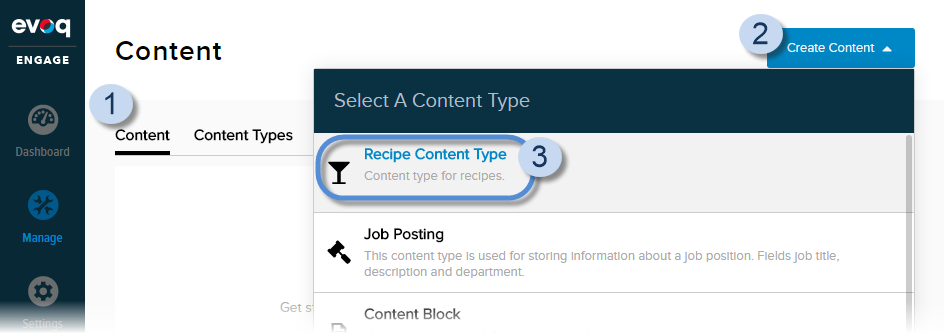 evoq
ENGAGE
Dashboard
Manage
Settings
Content
2
Create Content
1
Content
Content Types
Select A Content Type
Recipe Content Type
3
Content type for recipes.
Job Posting
This content type is used for storing information about a job position. Fields job title,
description and department.
Content Block
Get